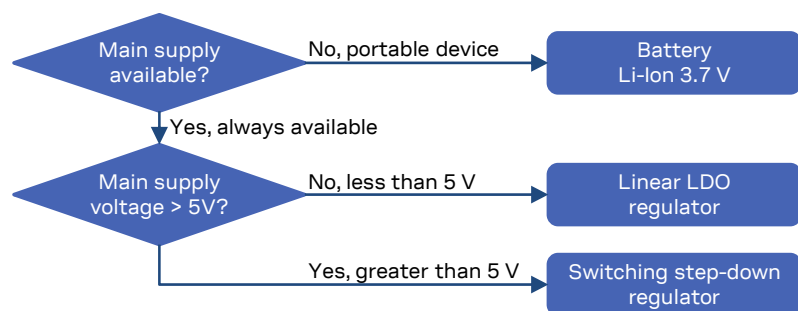 Main supply
available?
No, portable device
Battery
Li-Ion 3.7 V
Yes, always available
Main supply
voltage > 5V?
No, less than 5 V
Linear LDO
regulator
Yes, greater than 5 V
Switching step-down
regulator